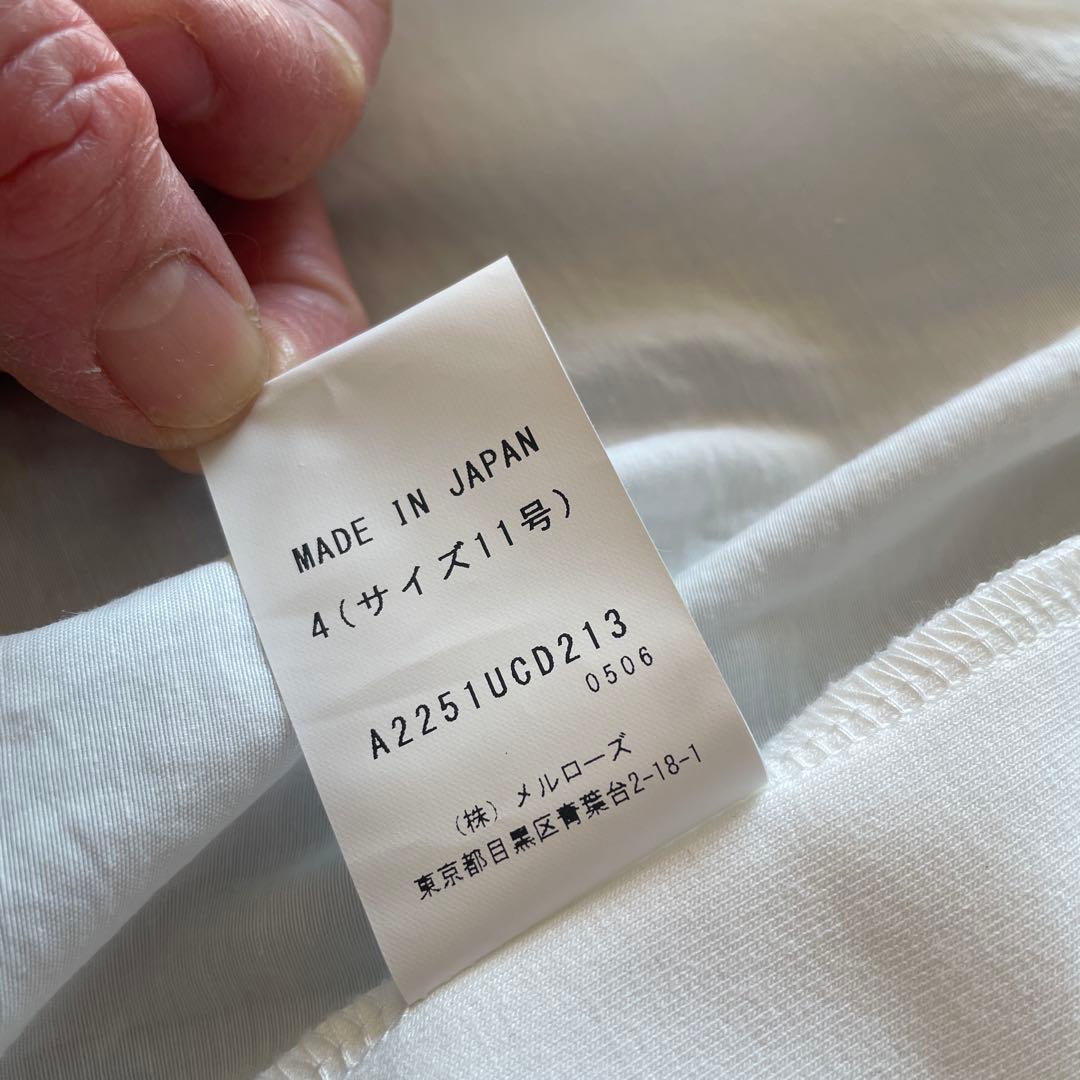 MADE IN JAPAN
4(サイズ11号)
A2251UCD213
0506
(株) メルローズ
東京都目黒区青葉台2-18-1